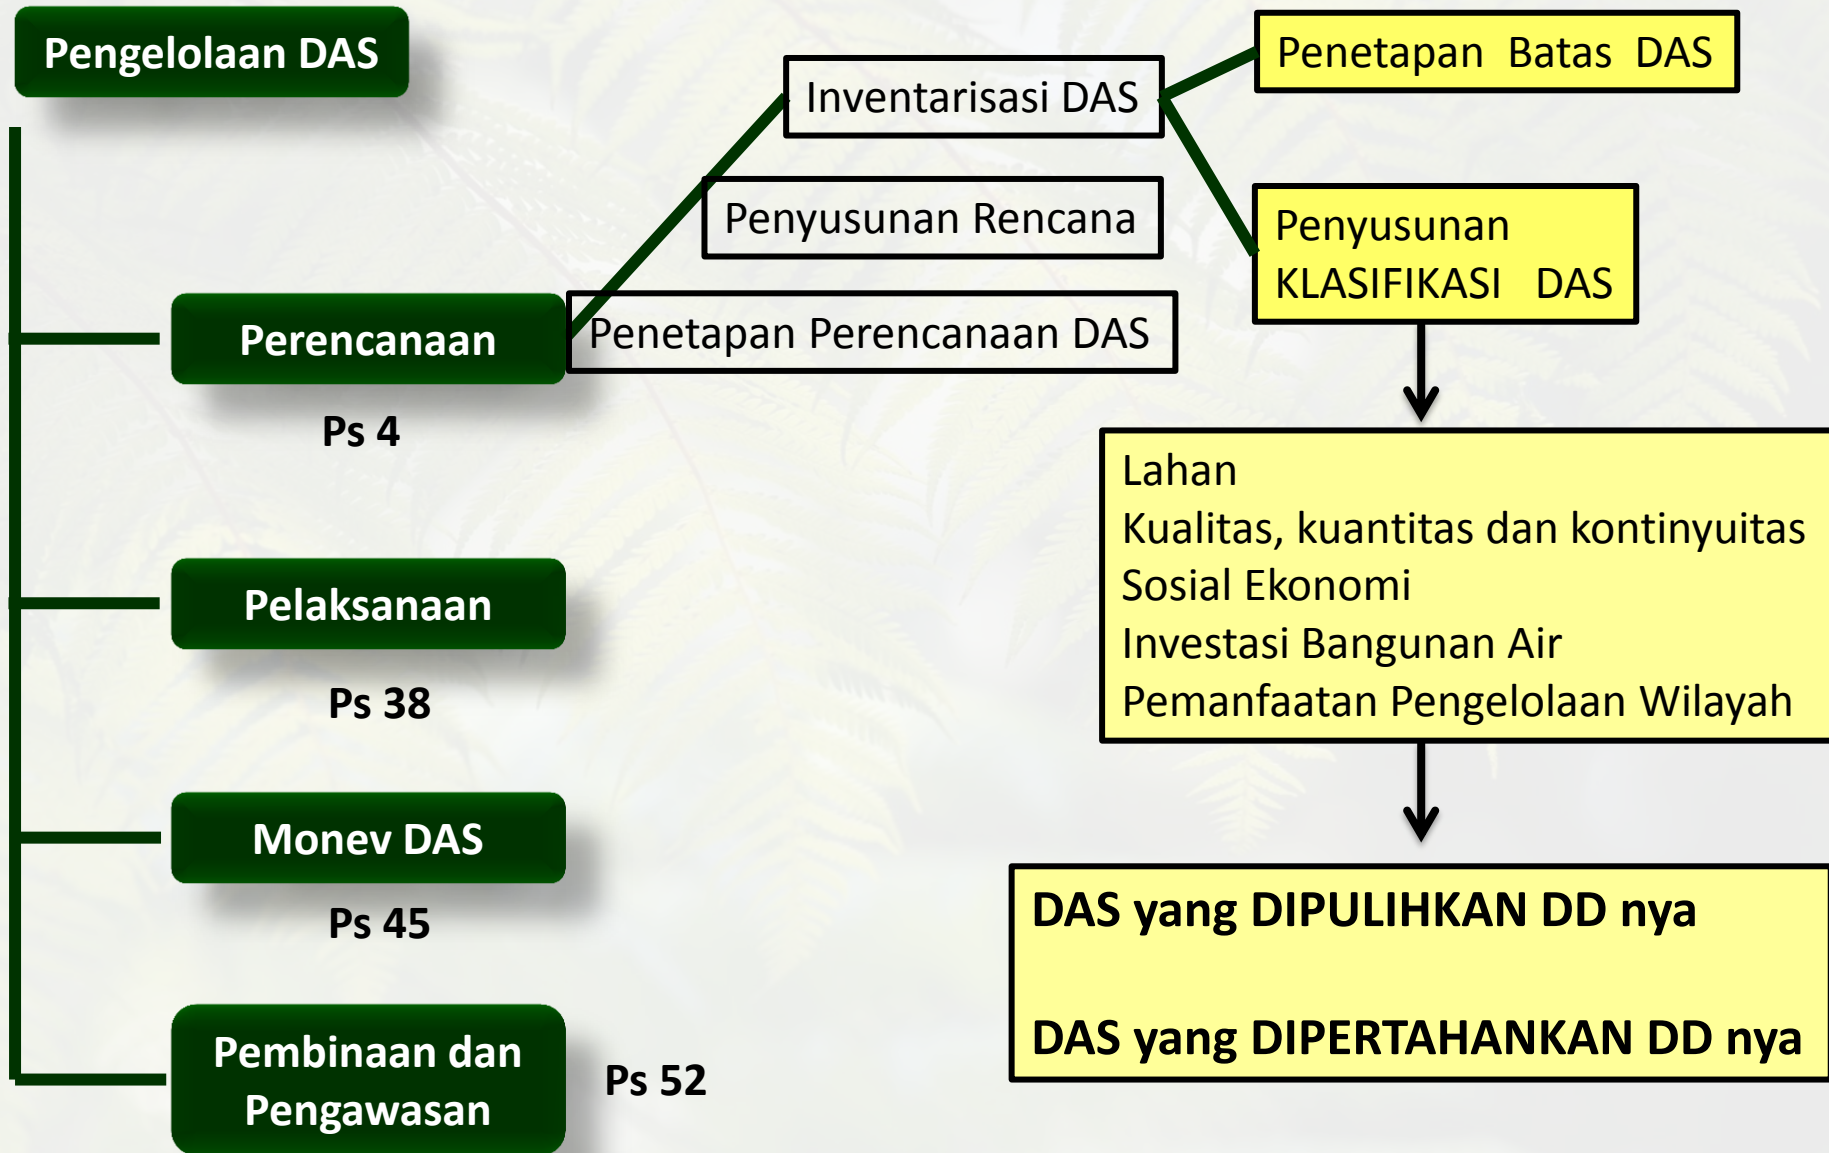 Pengelolaan DAS
Perencanaan
Ps 4
Pelaksanaan
Ps 38
Monev DAS
Ps 45
Pembinaan dan
Pengawasan
Ps 52
Inventarisasi DAS
Penyusunan Rencana
Penetapan Perencanaan DAS
Penetapan Batas DAS
Penyusunan
KLASIFIKASI DAS
Lahan
Kualitas, kuantitas dan kontinyuitas
Sosial Ekonomi
Investasi Bangunan Air
Pemanfaatan Pengelolaan Wilayah
DAS yang DIPULIHKAN DD nya
DAS yang DIPERTAHANKAN DD nya